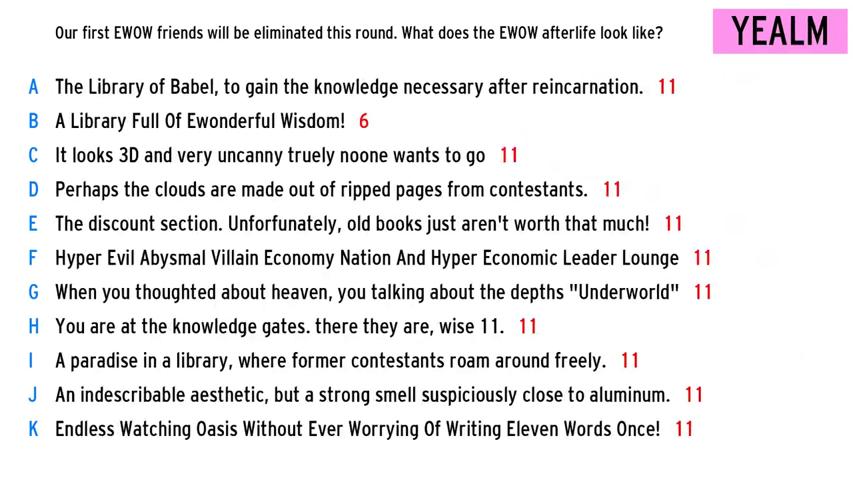 Our first EWOW friends will be eliminated this round. What does the EWOW afterlife look like?
YEALM
A The Library of Babel, to gain the knowledge necessary after reincarnation. 11
B A Library Full Of Ewonderful Wisdom! 6
C It looks 3D and very uncanny truely noone wants to go 11
D Perhaps the clouds are made out of ripped pages from contestants. 11
E The discount section. Unfortunately, old books just aren't worth that much! 11
F Hyper Evil Abysmal Villain Economy Nation And Hyper Economic Leader Lounge 11
G When you thoughted about heaven, you talking about the depths "Underworld" 11
H You are at the knowledge gates. there they are, wise 11. 11
I A paradise in a library, where former contestants roam around freely. 11
J An indescribable aesthetic, but a strong smell suspiciously close to aluminum. 11
K Endless Watching Oasis Without Ever Worrying Of Writing Eleven Words Once! 11